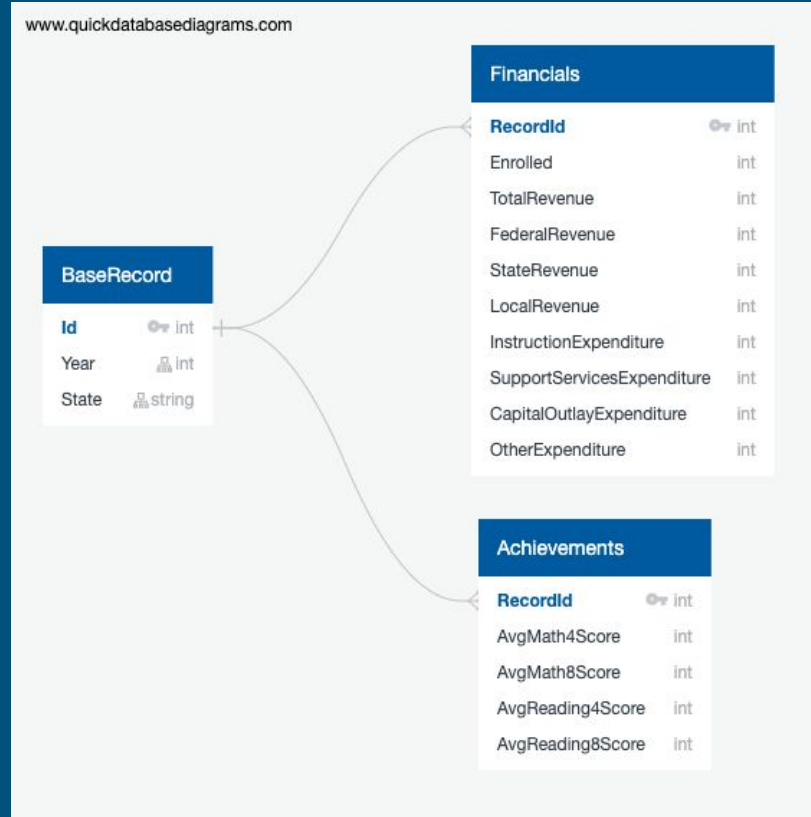 www.quickdatabasediagrams.com
BaseRecord
Id int
Year int
State string
Financials
RecordId int
Enrolled int
TotalRevenue int
FederalRevenue int
StateRevenue int
LocalRevenue int
InstructionExpenditure int
SupportServicesExpenditure int
CapitalOutlayExpenditure int
OtherExpenditure int
Achievements
RecordId int
AvgMath4Score int
AvgMath8Score int
AvgReading4Score int
AvgReading8Score int